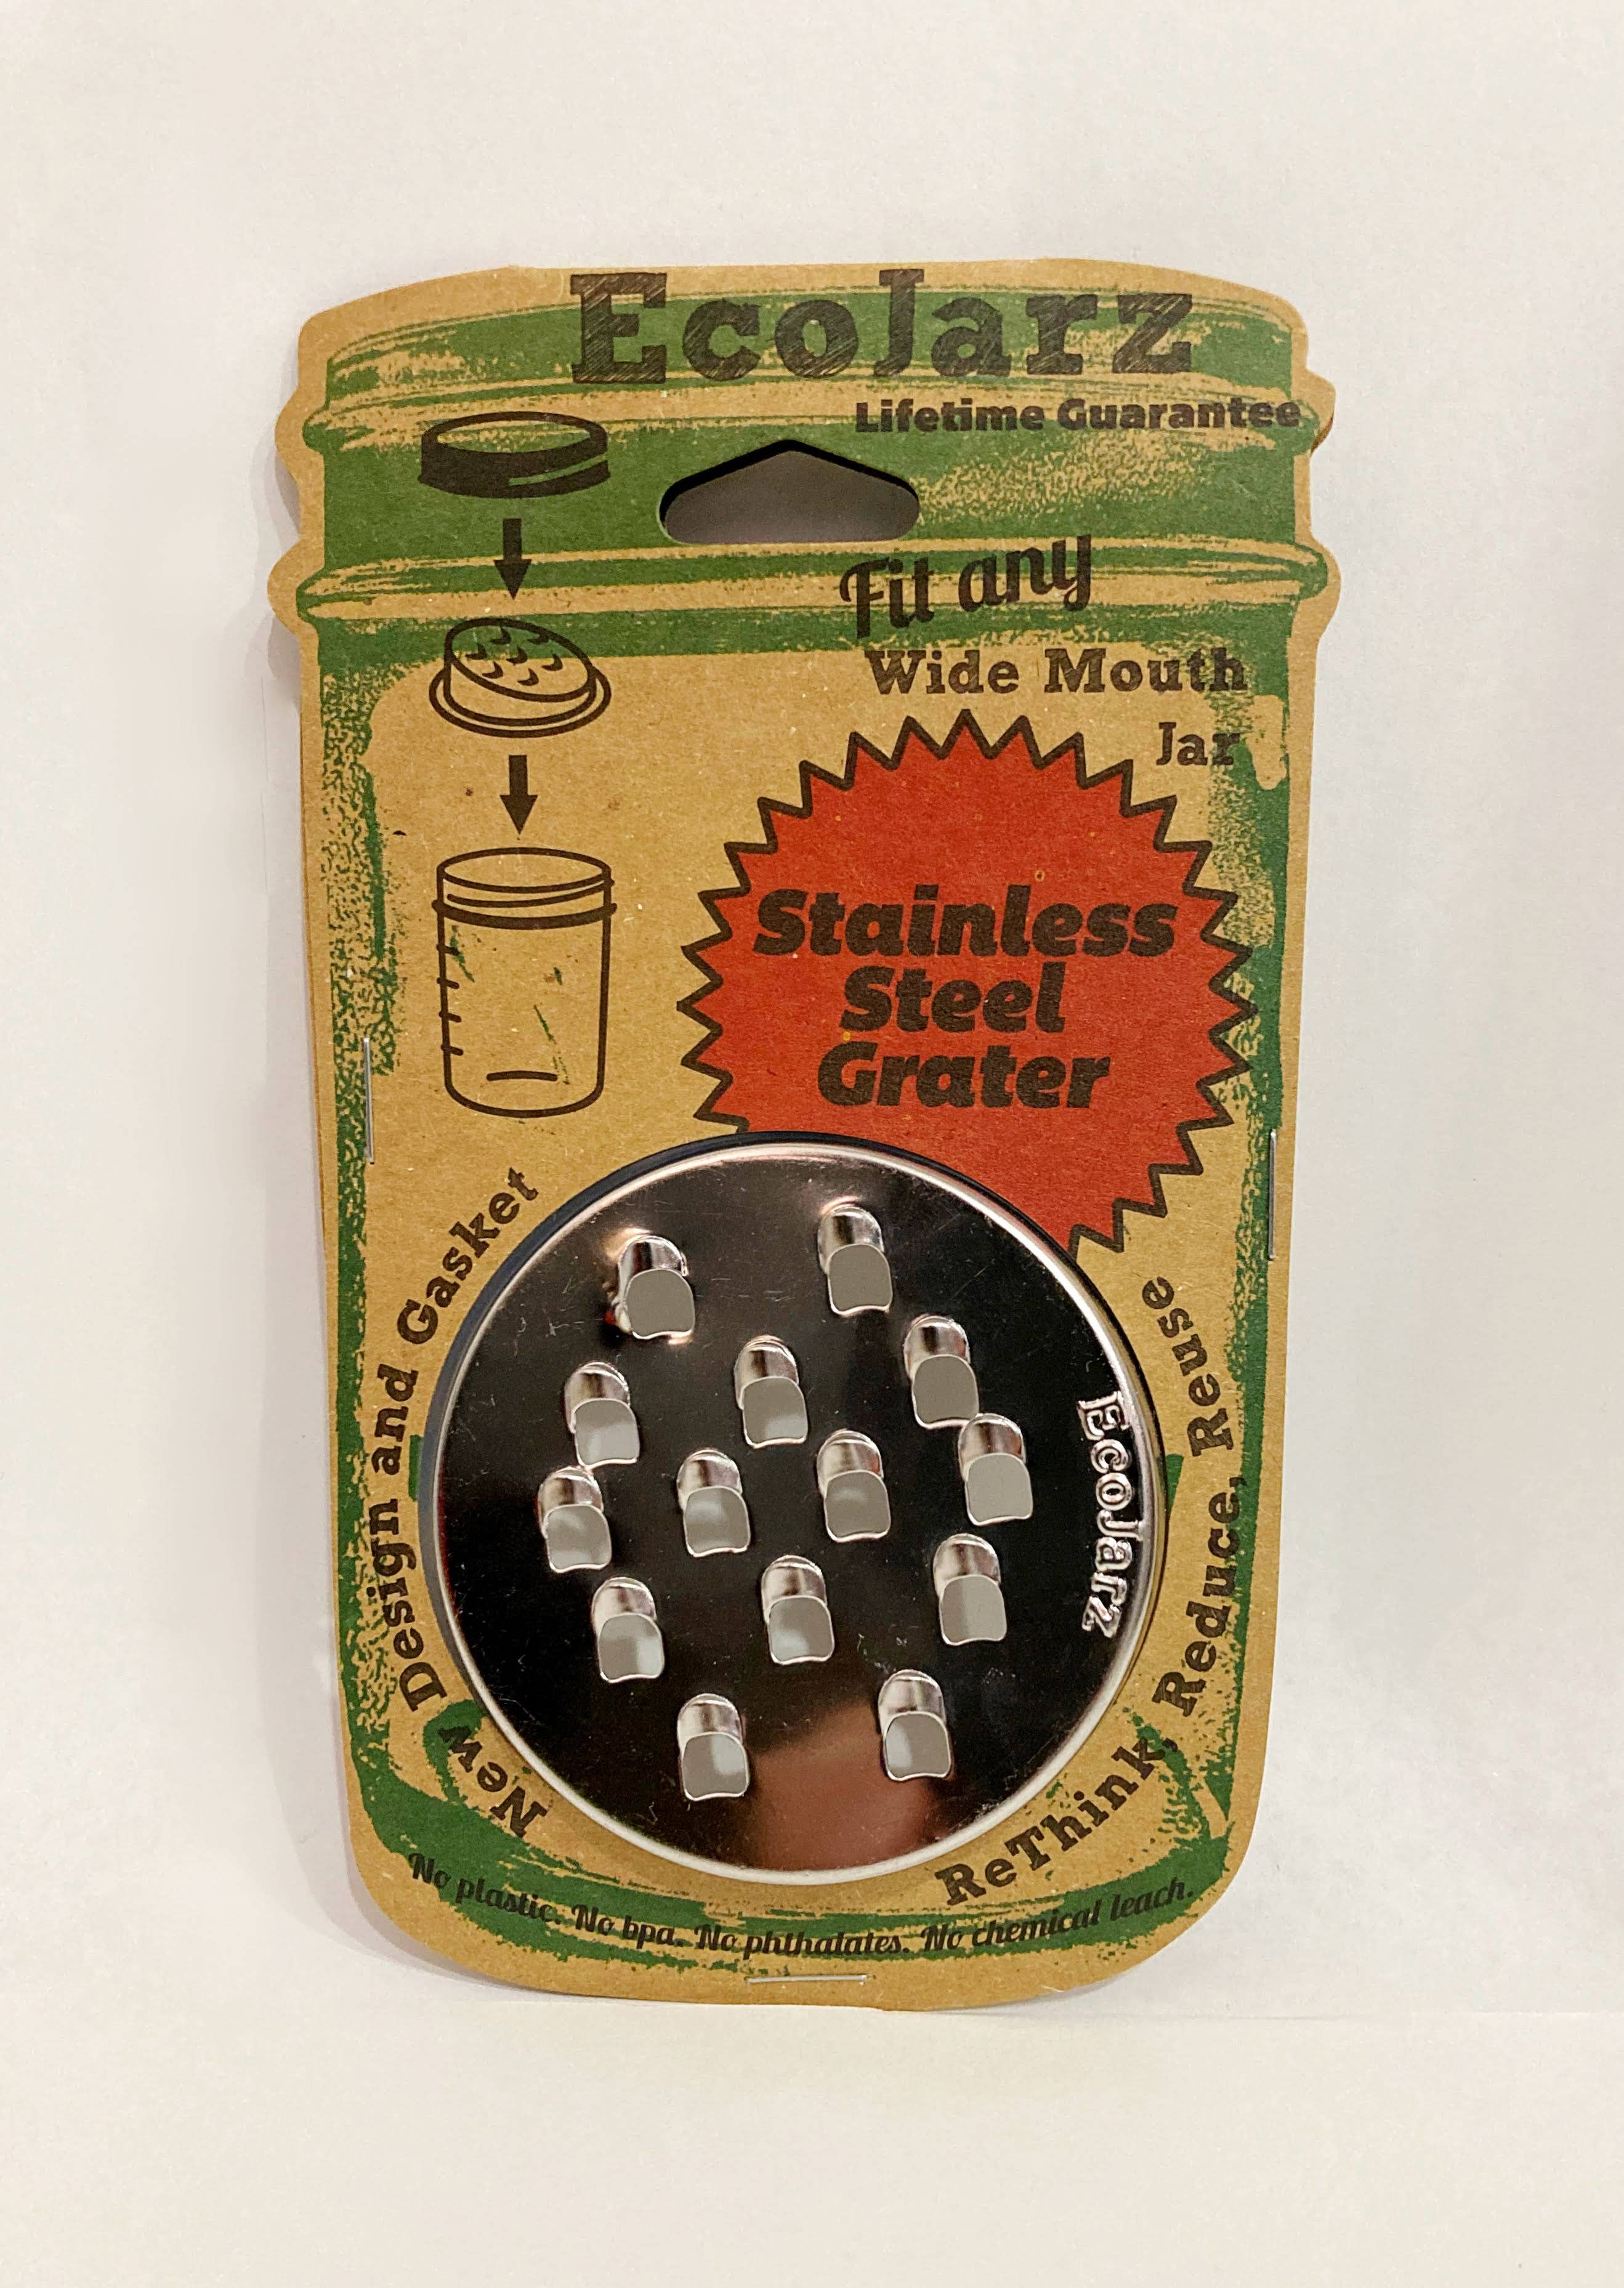 EcoJarz
Lifetime Guarantee
Fit any
Wide Mouth
Jar
Stainless
Steel
Grater
New Design and Gasket
EcoJarz
ReThink, Reduce, Reuse
No plastic. No bpa. No phthalates. No chemical leach.